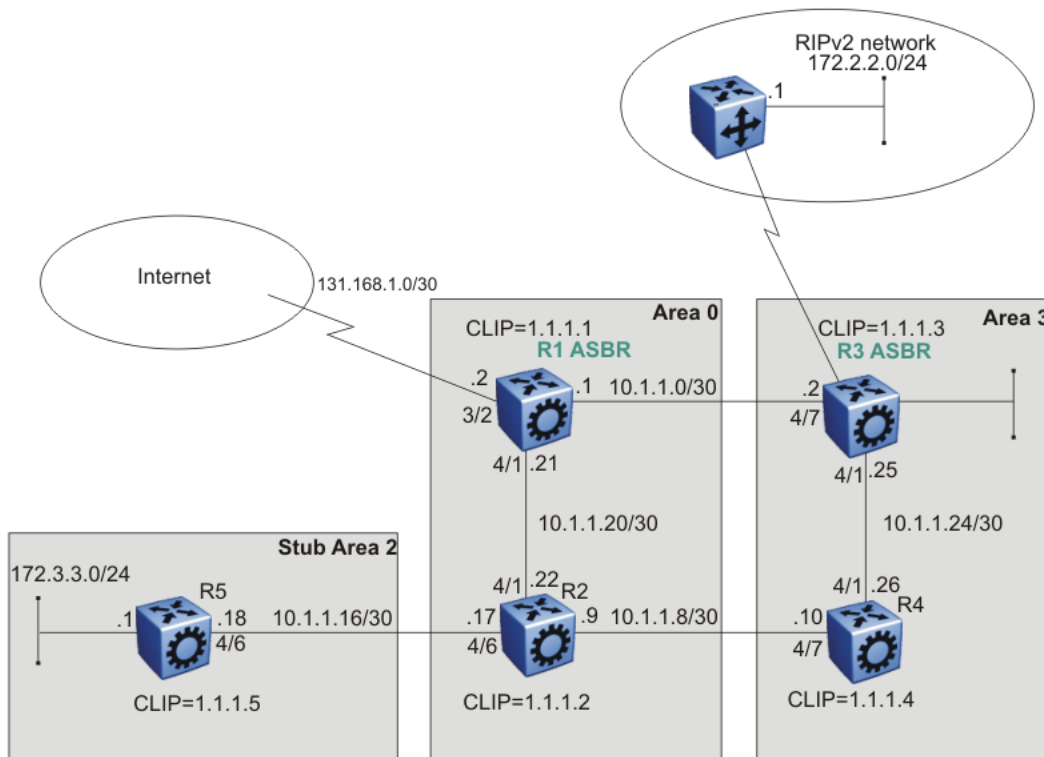 RIPv2 network
172.2.2.0/24
.1
Internet
131.168.1.0/30
Area 0
Area 3
CLIP=1.1.1.1
CLIP=1.1.1.3
R1 ASBR
R3 ASBR
.2
.1
10.1.1.0/30
.2
3/2
4/7
4/1
.21
4/1
.25
10.1.1.20/30
10.1.1.24/30
Stub Area 2
172.3.3.0/24
4/1
.22
4/1
.26
R5
R2
R4
.1
.18
10.1.1.16/30
.17
.9
10.1.1.8/30
.10
4/6
4/6
4/7
CLIP=1.1.1.5
CLIP=1.1.1.2
CLIP=1.1.1.4